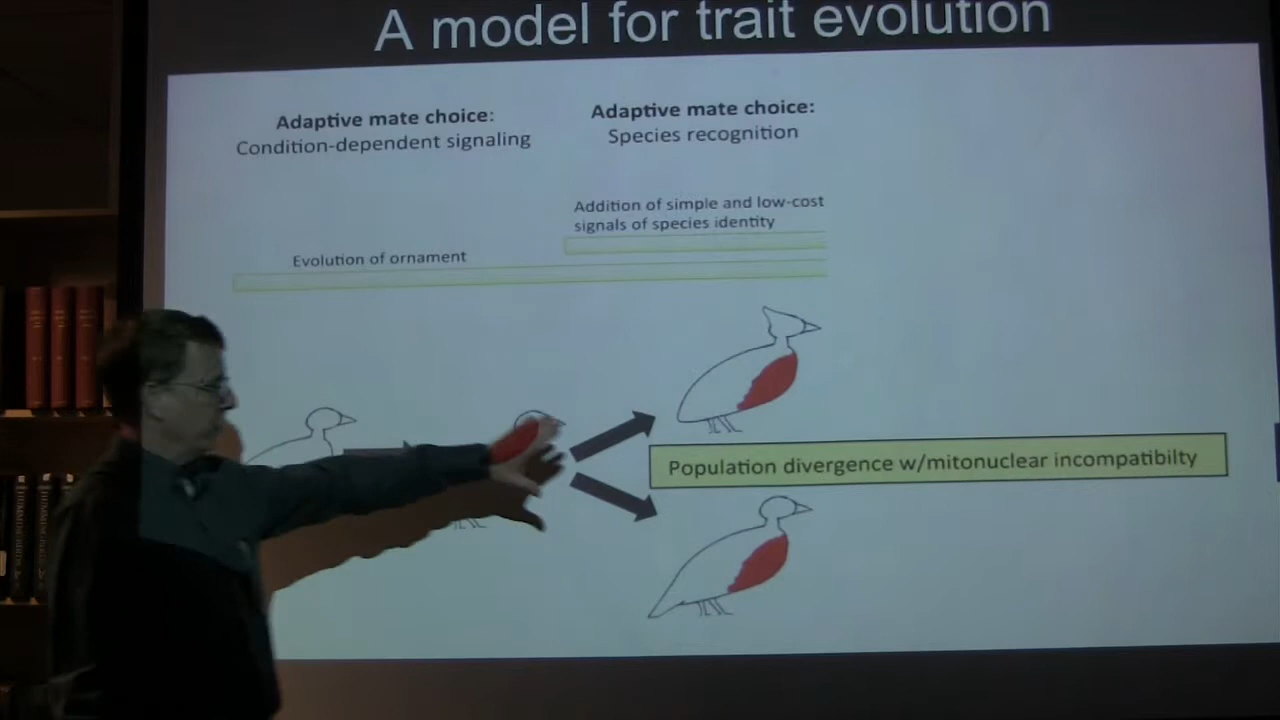 A model for trait evolution
Adaptive mate choice:
Condition-dependent signaling
Adaptive mate choice:
Species recognition
Addition of simple and low-cost
signals of species identity
Evolution of ornament
Population divergence w/mitonuclear incompatibilty